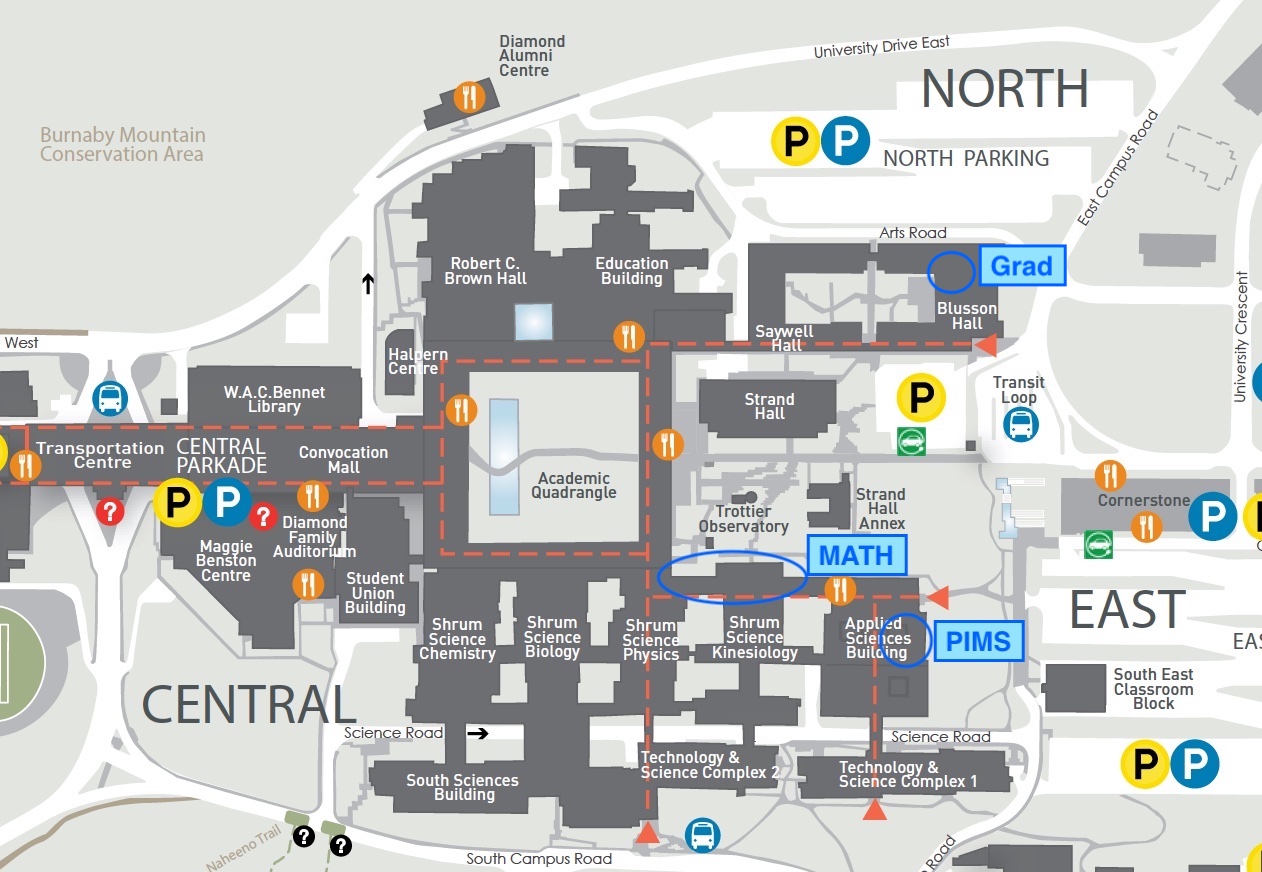 Diamond
Alumni
Centre
University Drive East
NORTH
Burnaby Mountain
Conservation Area
P
P
NORTH PARKING
East Campus Road
Arts Road
Grad
Robert C.
Brown Hall
Education
Building
Blusson
Hall
University Crescent
West
Saywell
Hall
Halpern
Centre
W.A.C.Bennet
Library
Strand
Hall
P
Transit
Loop
Transportation
Centre
CENTRAL
PARKADE
Convocation
Mall
Academic
Quadrangle
Trottier
Observatory
Strand
Hall
Annex
Cornerstone
P
P
P
?
?
Diamond
Family
Auditorium
Maggie
Benston
Centre
MATH
Student
Union
Building
EAST
Shrum
Science
Chemistry
Shrum
Science
Biology
Shrum
Science
Physics
Shrum
Science
Kinesiology
Applied
Sciences
Building
PIMS
South East
Classroom
Block
CENTRAL
Science Road
Science Road
South Sciences
Building
Technology &
Science Complex 2
Technology &
Science Complex 1
P
P
Naheeno Trail
?
?
South Campus Road
Road